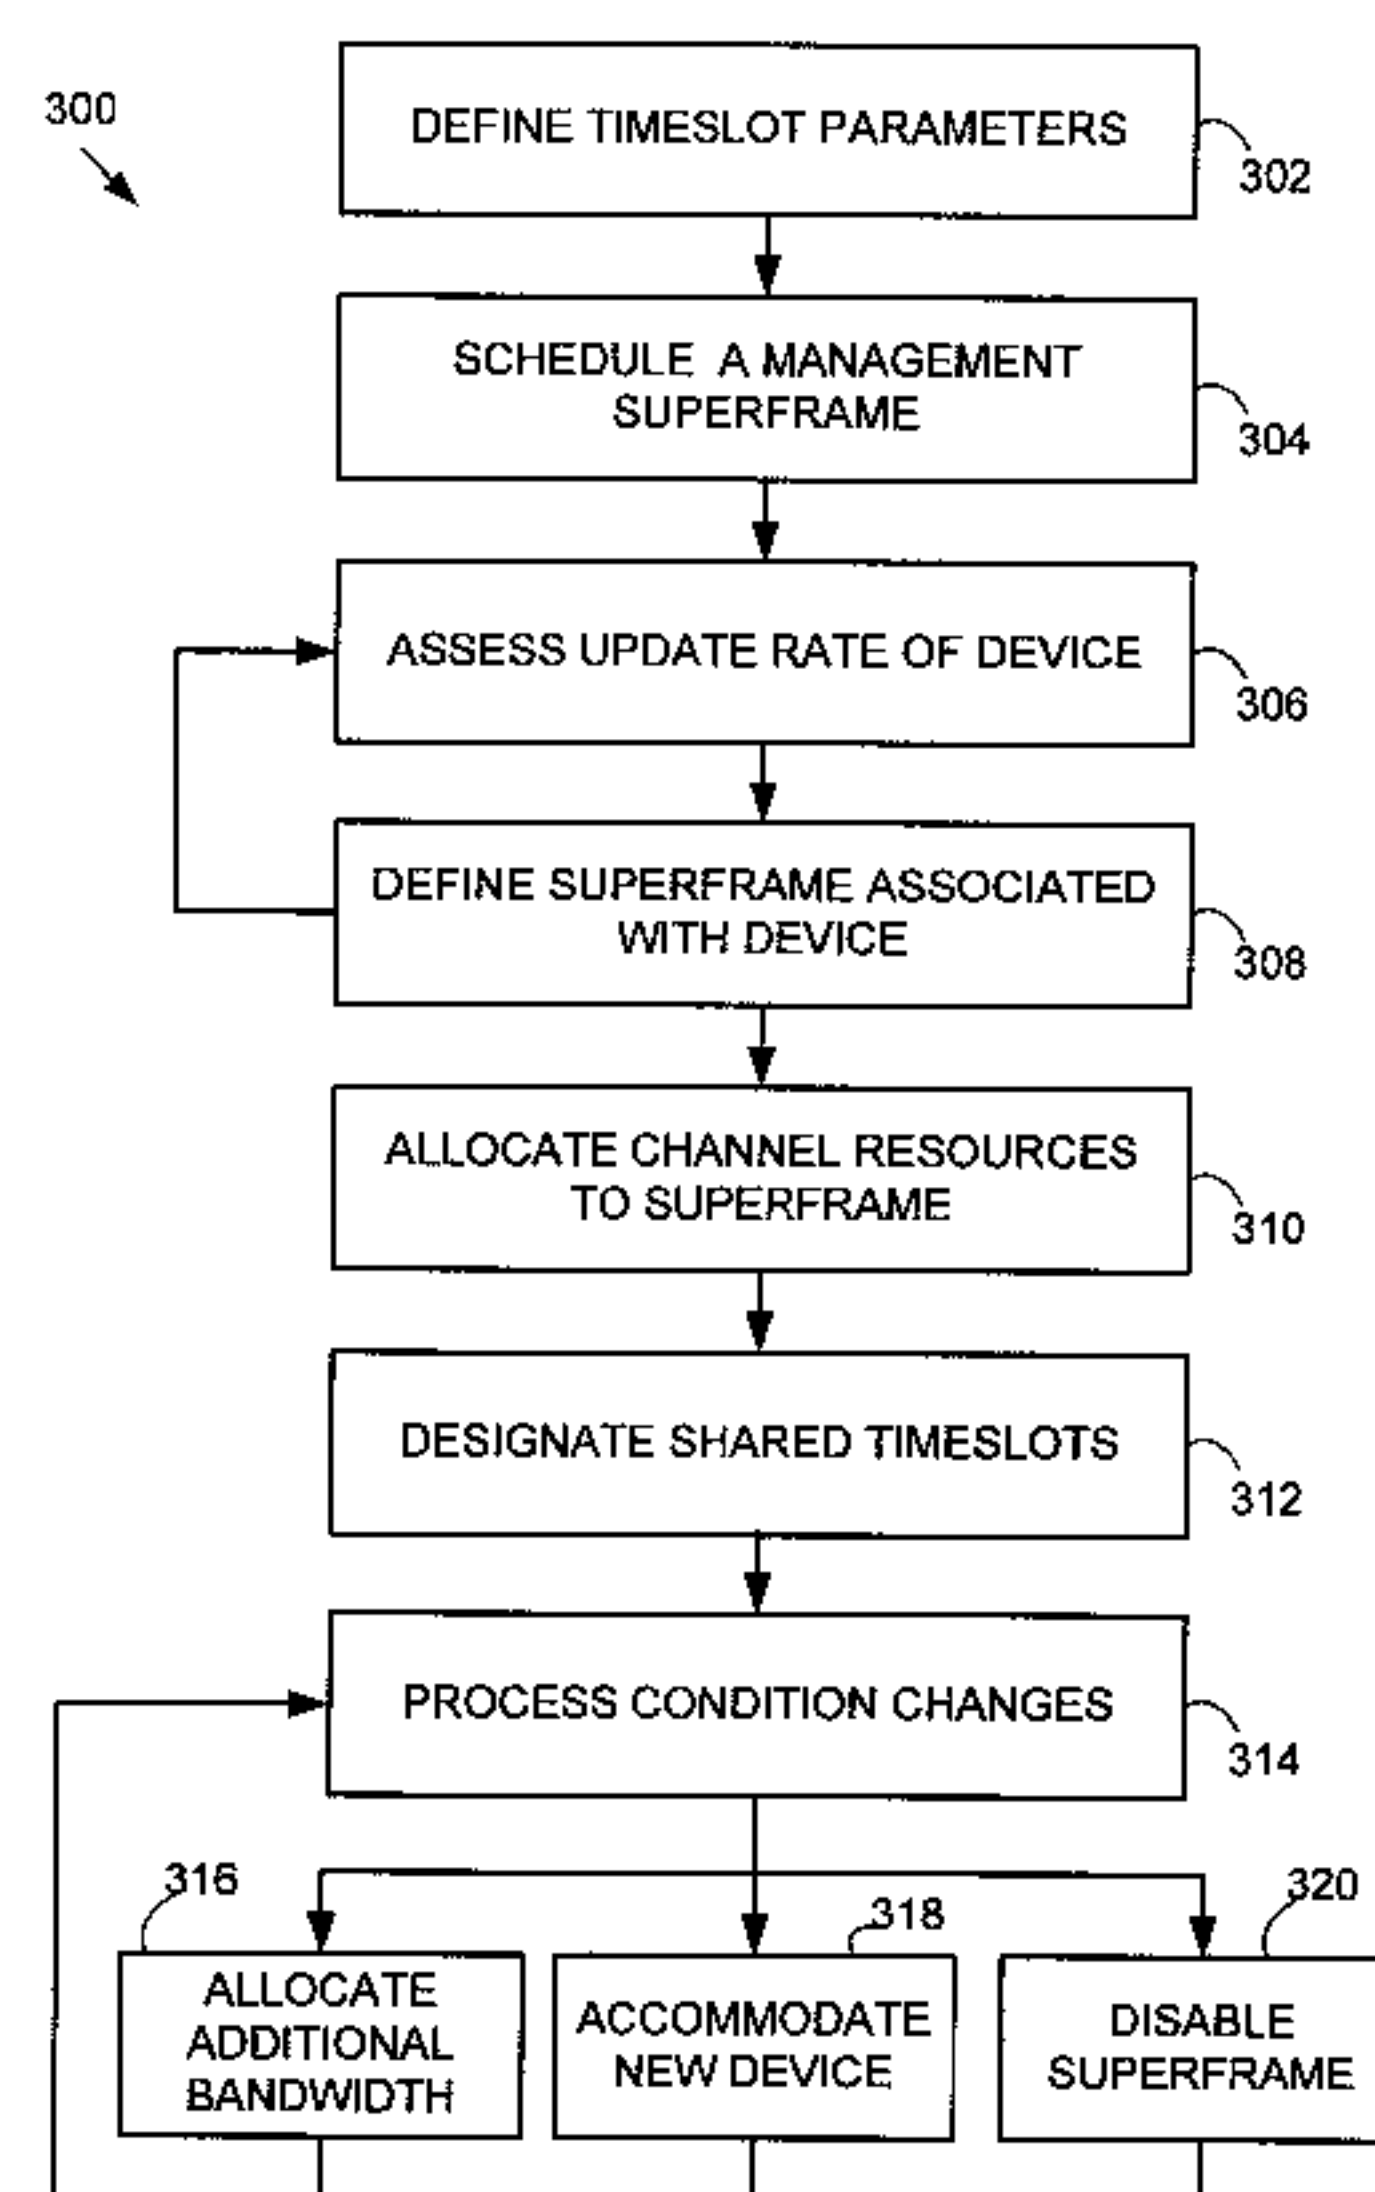 300
DEFINE TIMESLOT PARAMETERS
302
SCHEDULE A MANAGEMENT
SUPERFRAME
304
ASSESS UPDATE RATE OF DEVICE
306
DEFINE SUPERFRAME ASSOCIATED
WITH DEVICE
308
ALLOCATE CHANNEL RESOURCES
TO SUPERFRAME
310
DESIGNATE SHARED TIMESLOTS
312
PROCESS CONDITION CHANGES
314
316
ALLOCATE
ADDITIONAL
BANDWIDTH
318
ACCOMMODATE
NEW DEVICE
320
DISABLE
SUPERFRAME